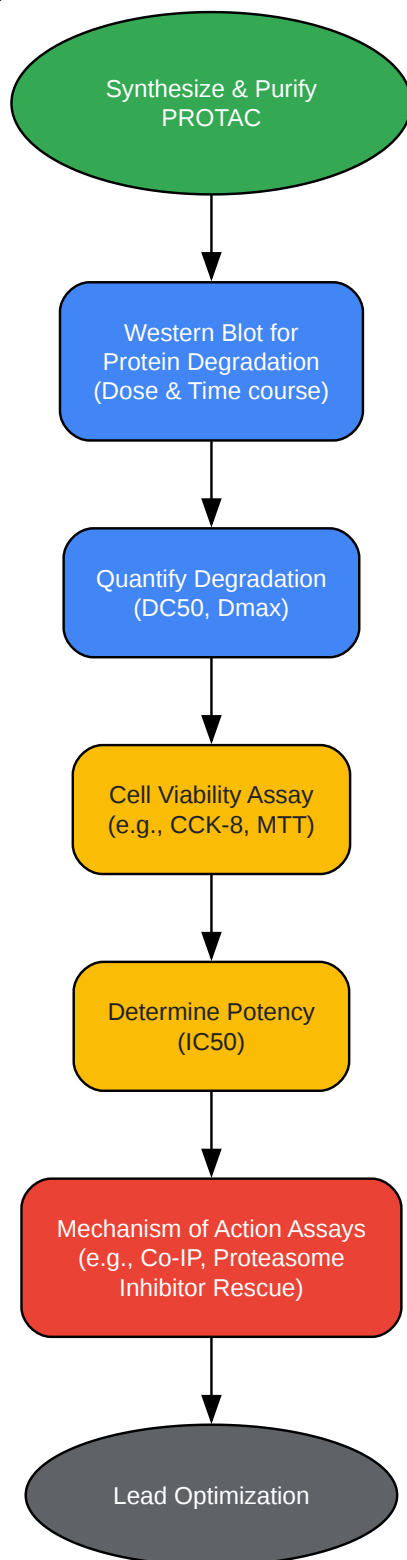 Synthesize & Purify
PROTAC
Western Blot for
Protein Degradation
(Dose & Time course)
Quantify Degradation
(DC50, Dmax)
Cell Viability Assay
(e.g., CCK-8, MTT)
Determine Potency
(IC50)
Mechanism of Action Assays
(e.g., Co-IP, Proteasome
Inhibitor Rescue)
Lead Optimization